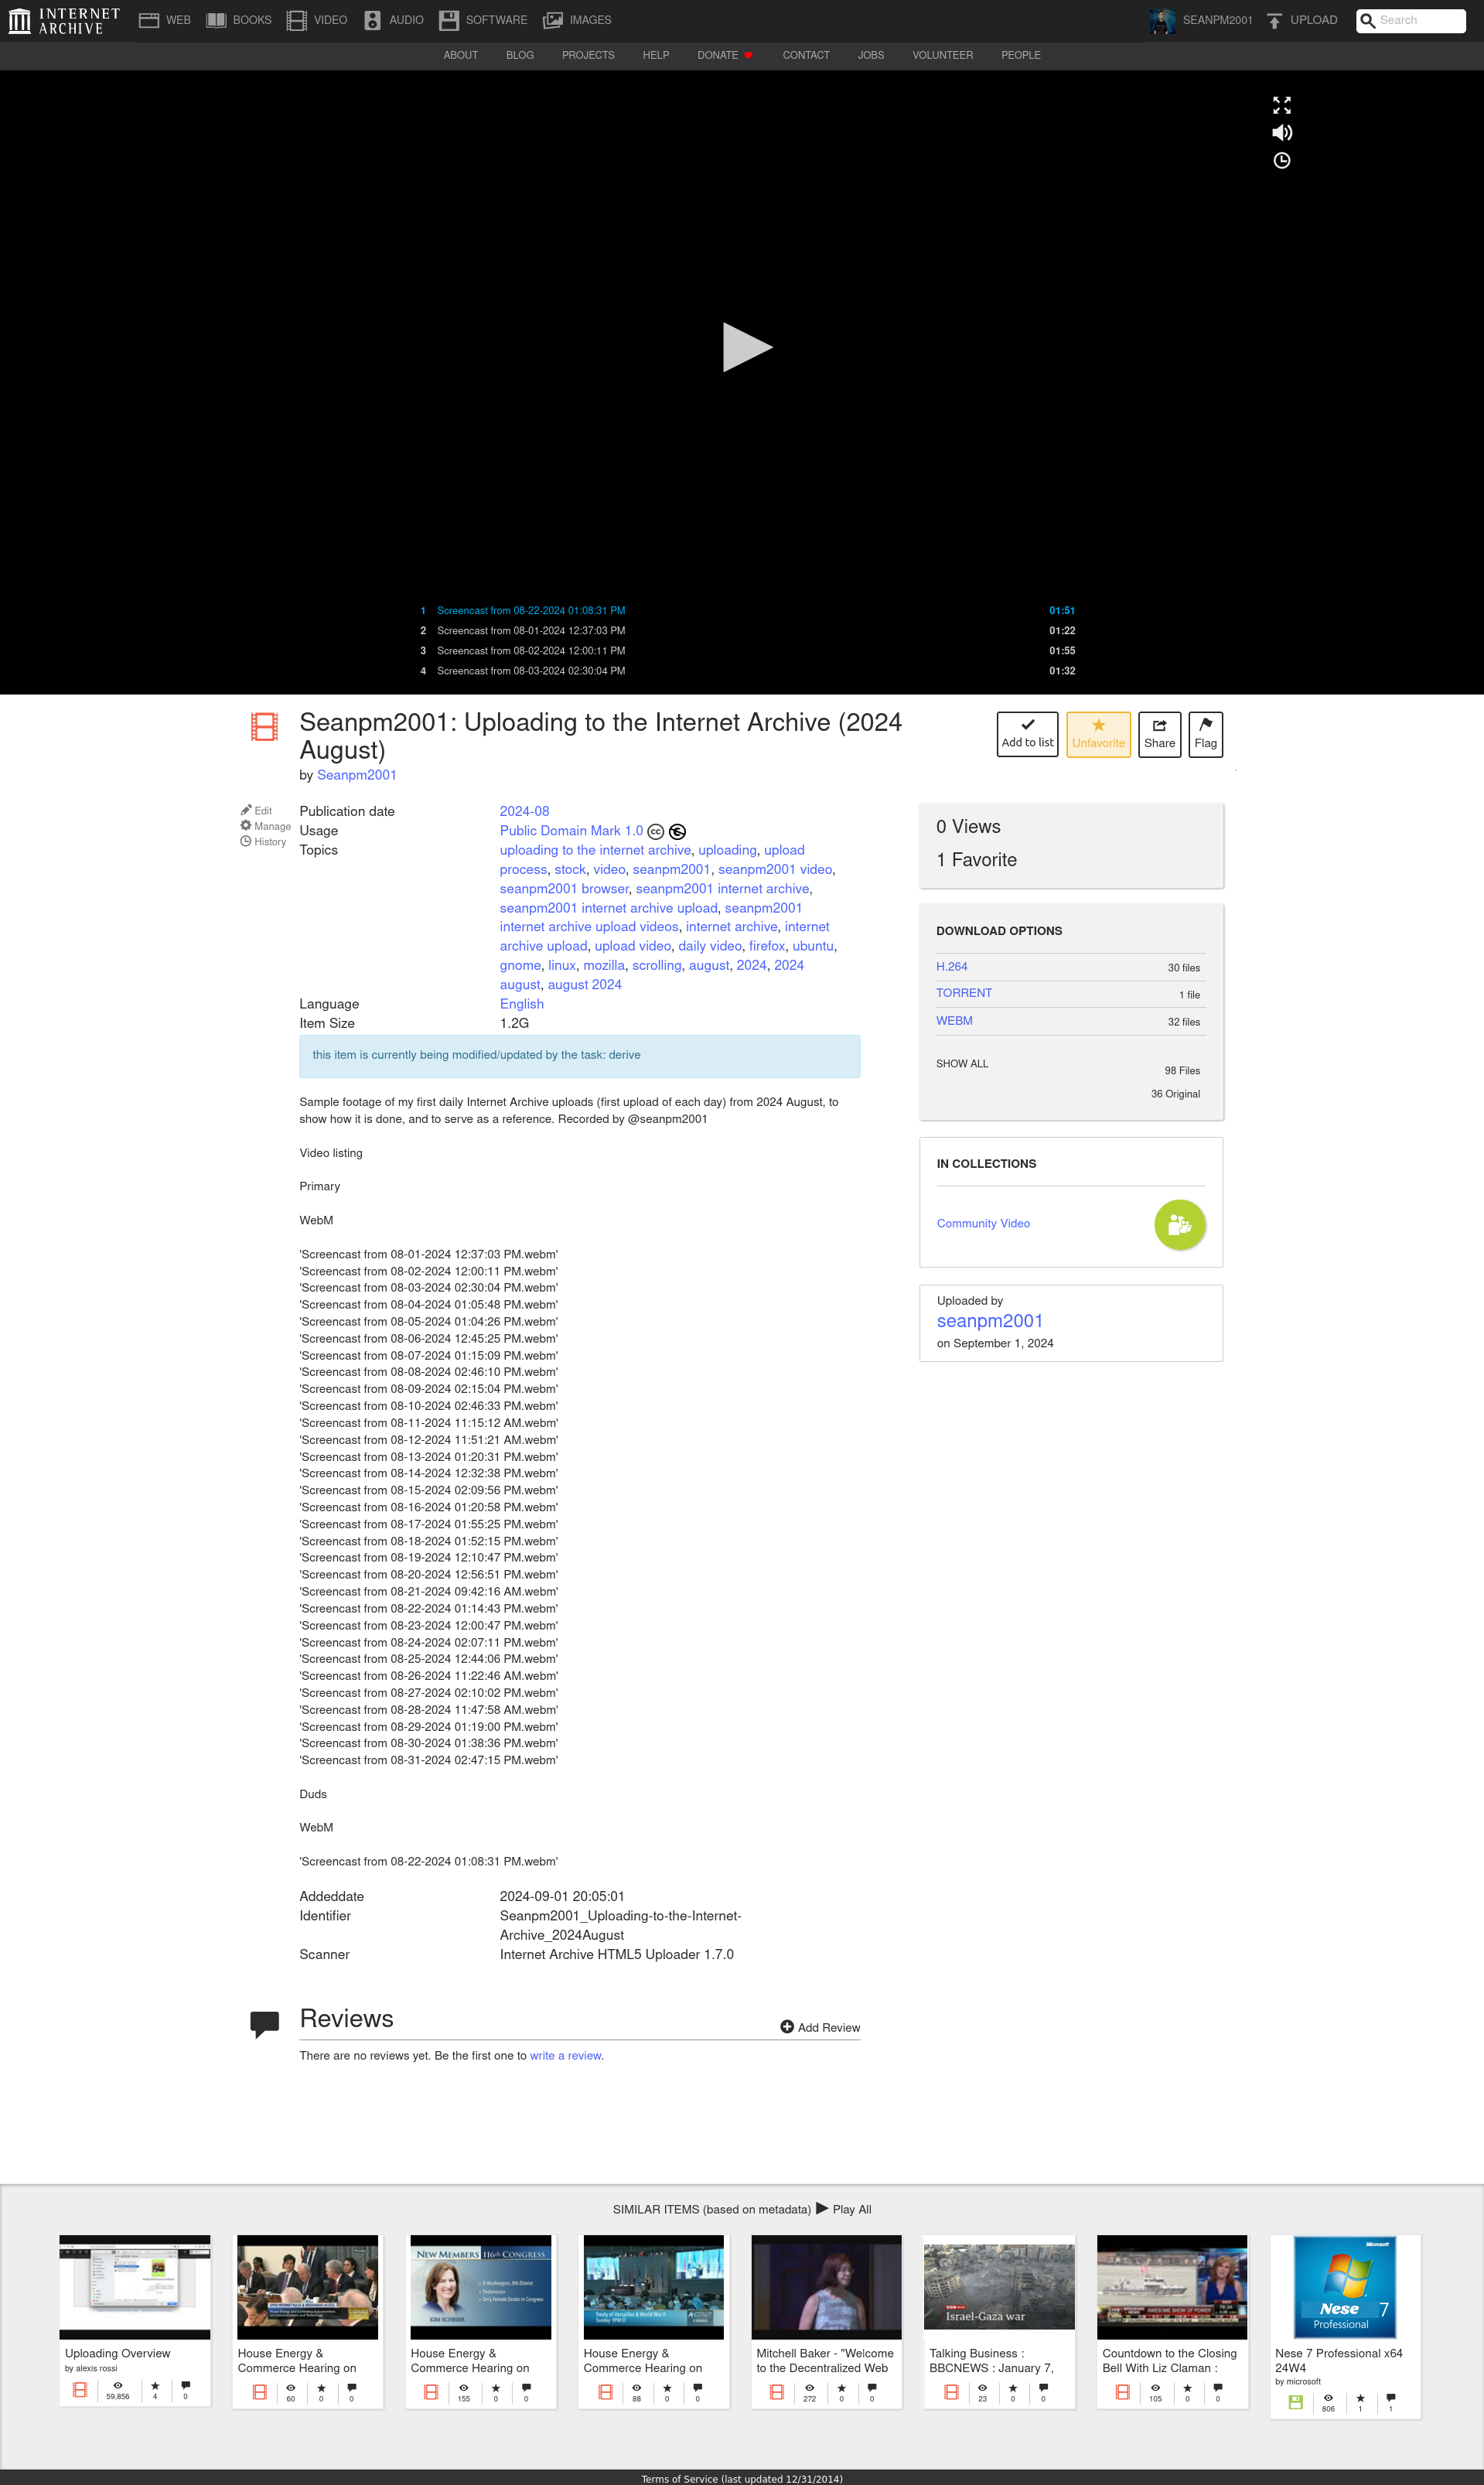 INTERNET ARCHIVE
WEB BOOKS VIDEO AUDIO SOFTWARE IMAGES SEANPM2001 UPLOAD Search
ABOUT BLOG PROJECTS HELP DONATE CONTACT JOBS VOLUNTEER PEOPLE
1 Screencast from 08-22-2024 01:08:31 PM 01:51
2 Screencast from 08-01-2024 12:37:03 PM 01:22
3 Screencast from 08-02-2024 12:00:11 PM 01:55
4 Screencast from 08-03-2024 02:30:04 PM 01:32
Seanpm2001: Uploading to the Internet Archive (2024
August)
by Seanpm2001
Add to list Unfavorite Share Flag
Edit
Manage
History
Publication date 2024-08
Usage Public Domain Mark 1.0
Topics uploading to the internet archive, uploading, upload
process, stock, video, seanpm2001, seanpm2001 video,
seanpm2001 browser, seanpm2001 internet archive,
seanpm2001 internet archive upload, seanpm2001
internet archive upload videos, internet archive, internet
archive upload, upload video, daily video, firefox, ubuntu,
gnome, linux, mozilla, scrolling, august, 2024, 2024
august, august 2024
Language English
Item Size 1.2G
this item is currently being modified/updated by the task: derive
Sample footage of my first daily Internet Archive uploads (first upload of each day) from 2024 August, to
show how it is done, and to serve as a reference. Recorded by @seanpm2001
Video listing
Primary
WebM
'Screencast from 08-01-2024 12:37:03 PM.webm'
'Screencast from 08-02-2024 12:00:11 PM.webm'
'Screencast from 08-03-2024 02:30:04 PM.webm'
'Screencast from 08-04-2024 01:05:48 PM.webm'
'Screencast from 08-05-2024 01:04:26 PM.webm'
'Screencast from 08-06-2024 12:45:25 PM.webm'
'Screencast from 08-07-2024 01:15:09 PM.webm'
'Screencast from 08-08-2024 02:46:10 PM.webm'
'Screencast from 08-09-2024 02:15:04 PM.webm'
'Screencast from 08-10-2024 02:46:33 PM.webm'
'Screencast from 08-11-2024 11:15:12 AM.webm'
'Screencast from 08-12-2024 11:51:21 AM.webm'
'Screencast from 08-13-2024 01:20:31 PM.webm'
'Screencast from 08-14-2024 12:32:38 PM.webm'
'Screencast from 08-15-2024 02:09:56 PM.webm'
'Screencast from 08-16-2024 01:20:58 PM.webm'
'Screencast from 08-17-2024 01:55:25 PM.webm'
'Screencast from 08-18-2024 01:52:15 PM.webm'
'Screencast from 08-19-2024 12:10:47 PM.webm'
'Screencast from 08-20-2024 12:56:51 PM.webm'
'Screencast from 08-21-2024 09:42:16 AM.webm'
'Screencast from 08-22-2024 01:14:43 PM.webm'
'Screencast from 08-23-2024 12:00:47 PM.webm'
'Screencast from 08-24-2024 02:07:11 PM.webm'
'Screencast from 08-25-2024 12:44:06 PM.webm'
'Screencast from 08-26-2024 11:22:46 AM.webm'
'Screencast from 08-27-2024 02:10:02 PM.webm'
'Screencast from 08-28-2024 11:47:58 AM.webm'
'Screencast from 08-29-2024 01:19:00 PM.webm'
'Screencast from 08-30-2024 01:38:36 PM.webm'
'Screencast from 08-31-2024 02:47:15 PM.webm'
Duds
WebM
'Screencast from 08-22-2024 01:08:31 PM.webm'
Addeddate 2024-09-01 20:05:01
Identifier Seanpm2001_Uploading-to-the-Internet-
Archive_2024August
Scanner Internet Archive HTML5 Uploader 1.7.0
0 Views
1 Favorite
DOWNLOAD OPTIONS
H.264 30 files
TORRENT 1 file
WEBM 32 files
SHOW ALL 98 Files
36 Original
IN COLLECTIONS
Community Video
Uploaded by
seanpm2001
on September 1, 2024
Reviews
Add Review
There are no reviews yet. Be the first one to write a review.
SIMILAR ITEMS (based on metadata) Play All
Uploading Overview
by alexis rossi
59,856 4 0
House Energy &
Commerce Hearing on
60 0 0
NEW MEMBERS 116th CONGRESS
D-Washington, 8th District
Pediatrician
Only Female Doctor in Congress
KIM SCHRIER
House Energy &
Commerce Hearing on
155 0 0
Treaty of Versailles & World War II
Sunday 9PM ET
House Energy &
Commerce Hearing on
88 0 0
Mitchell Baker - "Welcome
to the Decentralized Web
272 0 0
Israel-Gaza war
Talking Business :
BBCNEWS : January 7,
23 0 0
Countdown to the Closing
Bell With Liz Claman :
105 0 0
Microsoft
Nese 7
Professional
Nese 7 Professional x64
24W4
by microsoft
806 1 1
Terms of Service (last updated 12/31/2014)